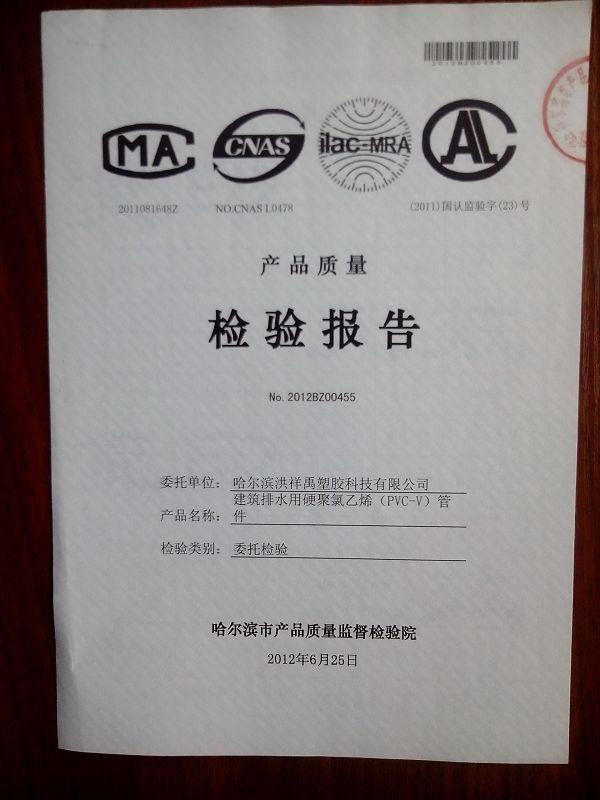 2012BZ00455
MA
CNAS
ilac-MRA
AL
2011081648Z
NO.CNAS L0478
(2011)国认监验字(23)号
产品质量
检验报告
No.2012BZ00455
委托单位：哈尔滨洪祥禹塑胶科技有限公司
建筑排水用硬聚氯乙烯（PVC-V）管
产品名称：件
检验类别：委托检验
哈尔滨市产品质量监督检验院
2012年6月25日